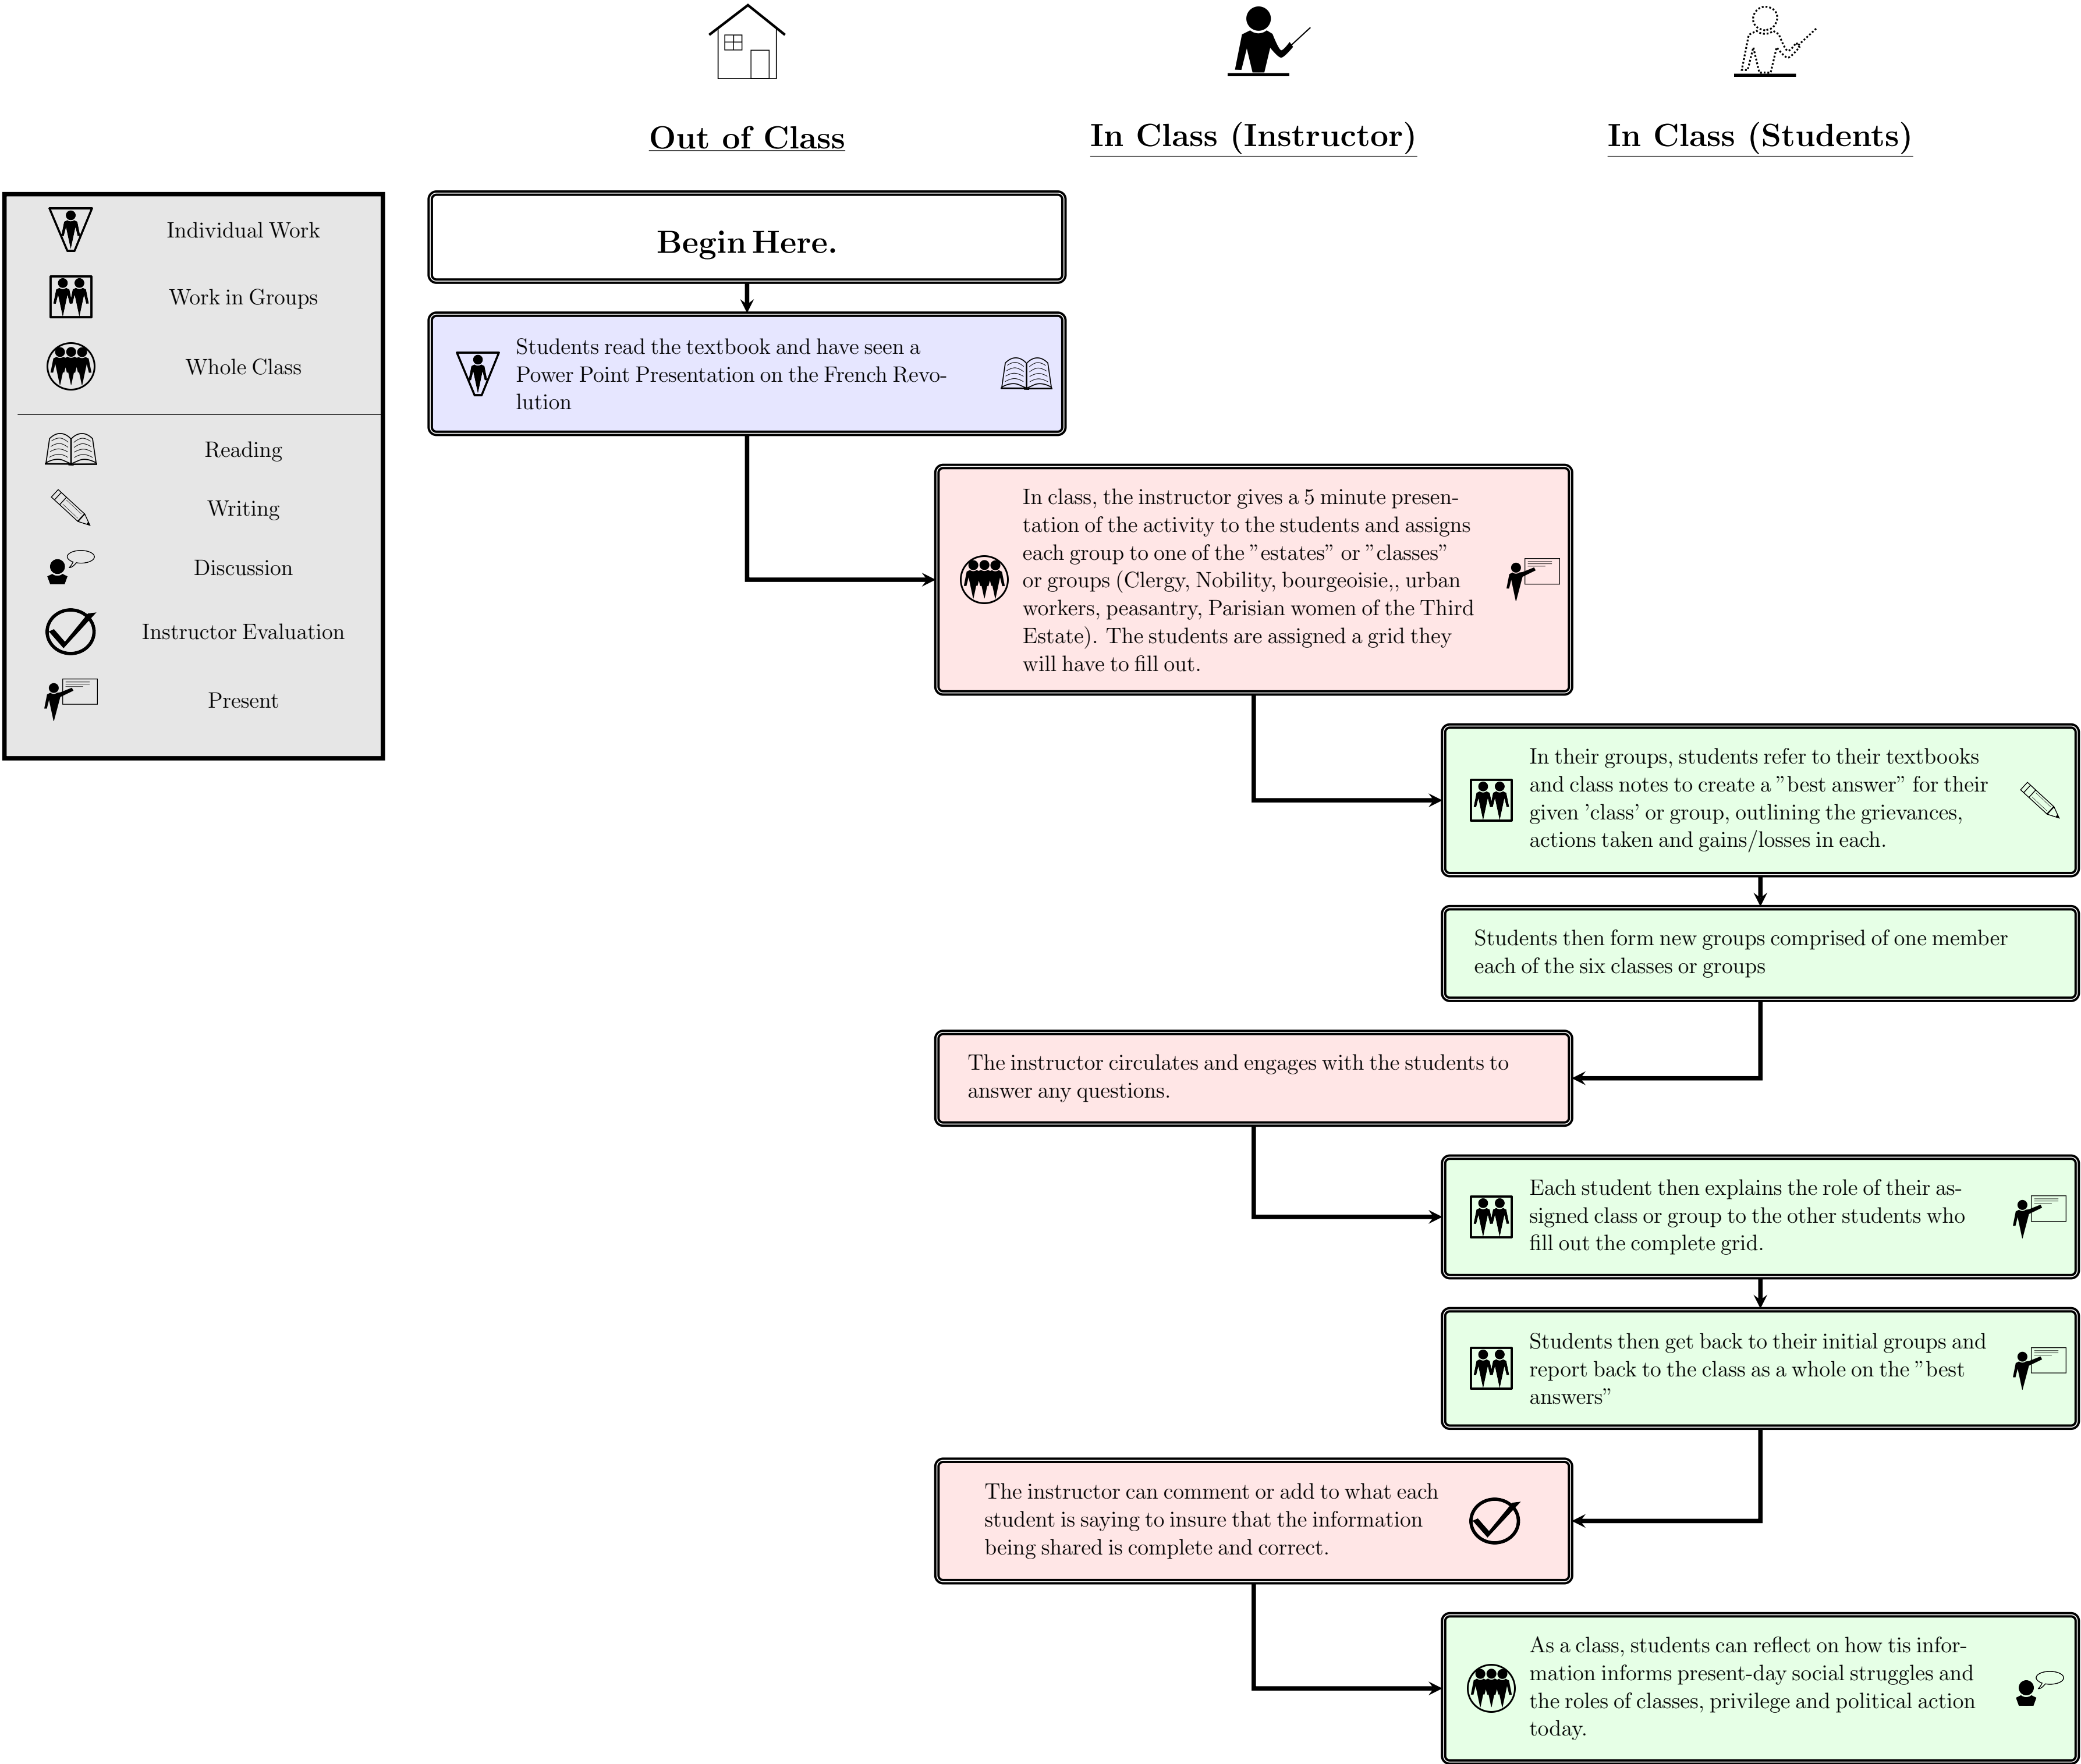 Out of Class
In Class (Instructor)
In Class (Students)
Individual Work
Work in Groups
Whole Class
Reading
Writing
Discussion
Instructor Evaluation
Present
Begin Here.
Students read the textbook and have seen a
Power Point Presentation on the French Revo-
lution
In class, the instructor gives a 5 minute presen-
tation of the activity to the students and assigns
each group to one of the ”estates” or ”classes”
or groups (Clergy, Nobility, bourgeoisie,, urban
workers, peasantry, Parisian women of the Third
Estate). The students are assigned a grid they
will have to fill out.
In their groups, students refer to their textbooks
and class notes to create a ”best answer” for their
given ’class’ or group, outlining the grievances,
actions taken and gains/losses in each.
Students then form new groups comprised of one member
each of the six classes or groups
The instructor circulates and engages with the students to
answer any questions.
Each student then explains the role of their as-
signed class or group to the other students who
fill out the complete grid.
Students then get back to their initial groups and
report back to the class as a whole on the ”best
answers”
The instructor can comment or add to what each
student is saying to insure that the information
being shared is complete and correct.
As a class, students can reflect on how tis infor-
mation informs present-day social struggles and
the roles of classes, privilege and political action
today.